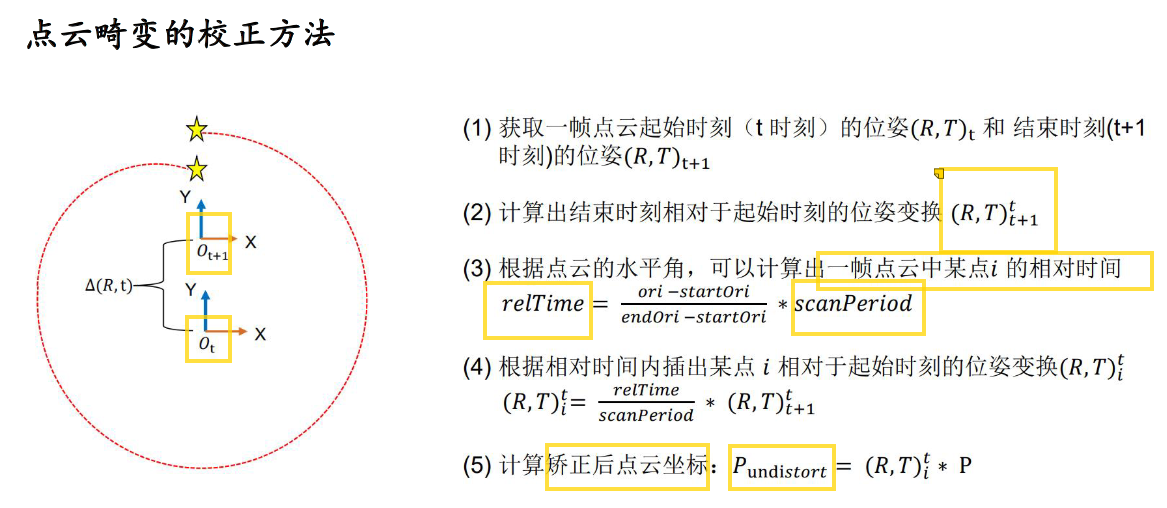 点云畸变的校正方法
Y
O_{t+1}
X
Δ(R,t)
Y
O_t
X
(1) 获取一帧点云起始时刻（t 时刻）的位姿(R,T)_t 和 结束时刻(t+1
时刻)的位姿(R,T)_{t+1}
(2) 计算出结束时刻相对于起始时刻的位姿变换 (R,T)^t_{t+1}
(3) 根据点云的水平角，可以计算出一帧点云中某点i 的相对时间
relTime = \frac{ori −startOri}{endOri −startOri} * scanPeriod
(4) 根据相对时间内插出某点 i 相对于起始时刻的位姿变换(R,T)^t_i
(R,T)^t_i= \frac{relTime}{scanPeriod} * (R,T)^t_{t+1}
(5) 计算矫正后点云坐标：P_{undistort} = (R,T)^t_i * P